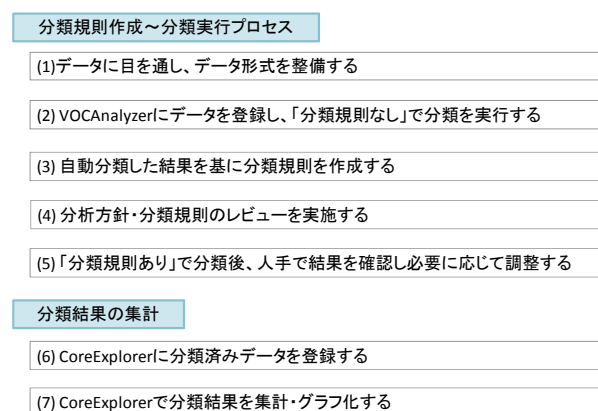 分類規則作成～分類実行プロセス
(1)データに目を通し、データ形式を整備する
(2) VOCAnalyzerにデータを登録し、「分類規則なし」で分類を実行する
(3) 自動分類した結果を基に分類規則を作成する
(4) 分析方針・分類規則のレビューを実施する
(5)「分類規則あり」で分類後、人手で結果を確認し必要に応じて調整する
分類結果の集計
(6) CoreExplorerに分類済みデータを登録する
(7) CoreExplorerで分類結果を集計・グラフ化する